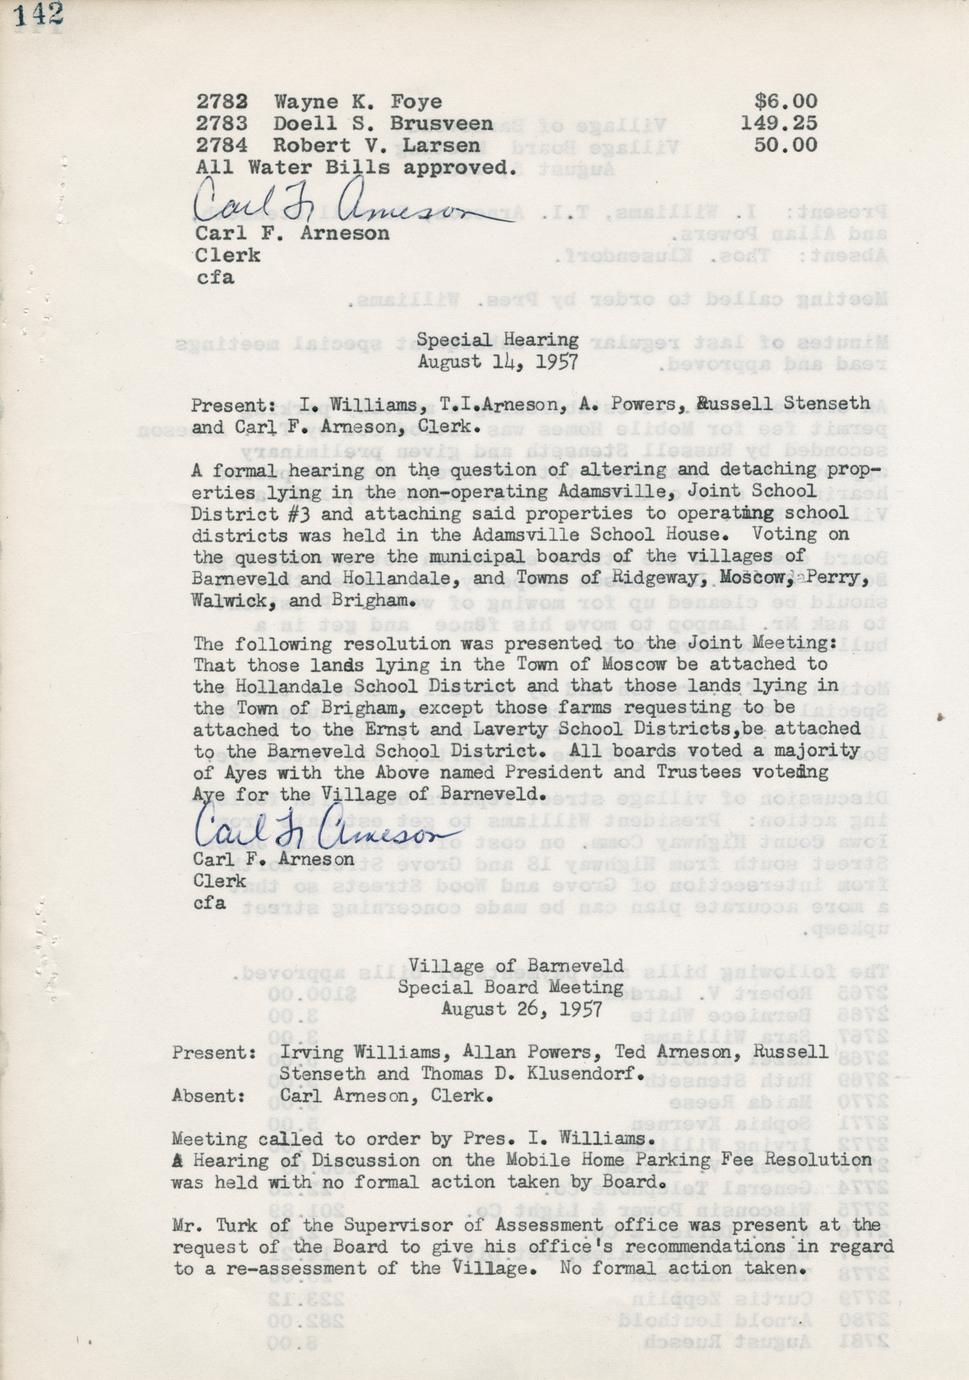 142
2782 Wayne K. Foye $6.00
2783 Doell S. Brusveen 149.25
2784 Robert V. Larsen 50.00
All Water Bills approved.
Carl F. Arneson
Carl F. Arneson
Clerk
cfa
Special Hearing
August 14, 1957
Present: I. Williams, T.I.Arneson, A. Powers, Russell Stenseth
and Carl F. Arneson, Clerk.
A formal hearing on the question of altering and detaching prop-
erties lying in the non-operating Adamsville, Joint School
District #3 and attaching said properties to operating school
districts was held in the Adamsville School House. Voting on
the question were the municipal boards of the villages of
Barneveld and Hollandale, and Towns of Ridgeway, Moscow, Perry,
Walwick, and Brigham.
The following resolution was presented to the Joint Meeting:
That those lands lying in the Town of Moscow be attached to
the Hollandale School District and that those lands lying in
the Town of Brigham, except those farms requesting to be
attached to the Ernst and Laverty School Districts,be attached
to the Barneveld School District. All boards voted a majority
of Ayes with the Above named President and Trustees voting
Aye for the Village of Barneveld.
Carl F. Arneson
Carl F. Arneson
Clerk
cfa
Village of Barneveld
Special Board Meeting
August 26, 1957
Present: Irving Williams, Allan Powers, Ted Arneson, Russell
Stenseth and Thomas D. Klusendorf.
Absent: Carl Arneson, Clerk.
Meeting called to order by Pres. I. Williams.
A Hearing of Discussion on the Mobile Home Parking Fee Resolution
was held with no formal action taken by Board.
Mr. Turk of the Supervisor of Assessment office was present at the
request of the Board to give his office's recommendations in regard
to a re-assessment of the Village. No formal action taken.